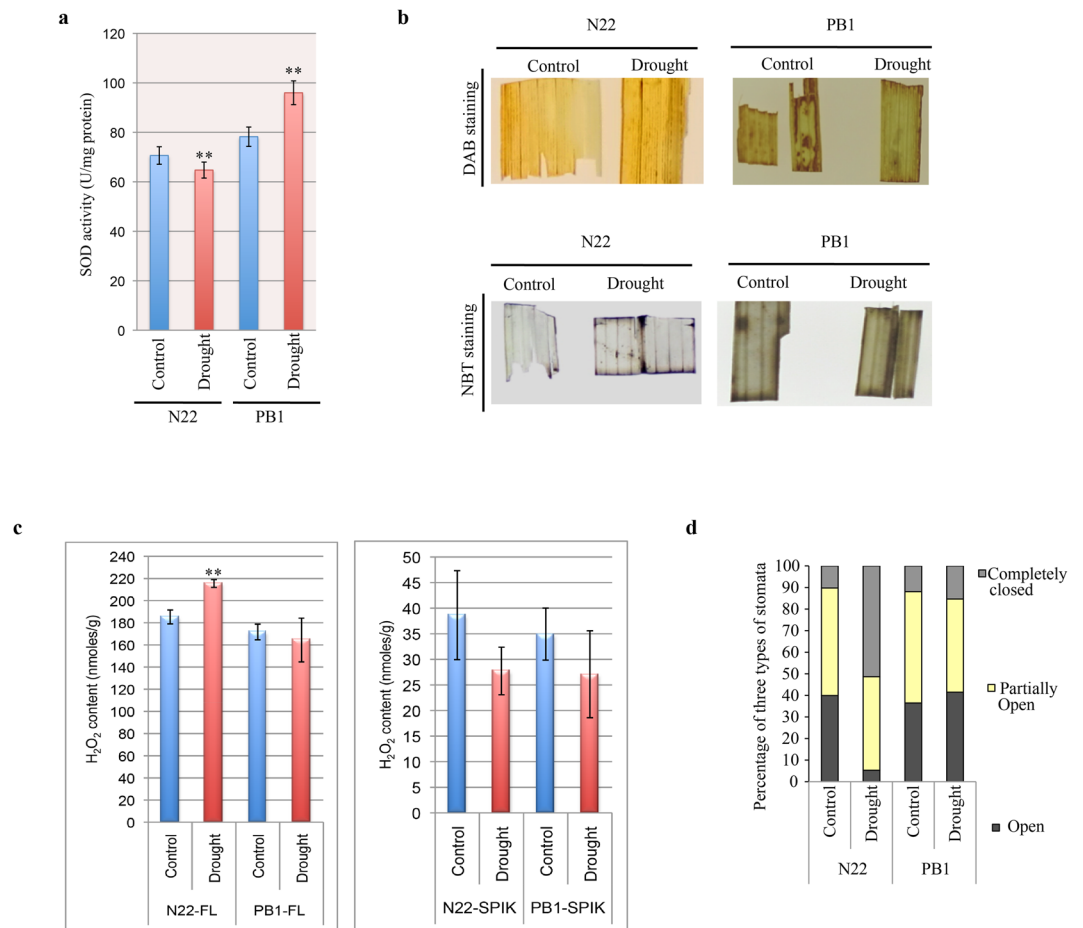 a
120
100
80
60
40
20
0
SOD activity (U/mg protein)
**
**
Control
Drought
Control
Drought
N22
PB1
b
N22
PB1
Control
Drought
Control
Drought
DAB staining
N22
PB1
Control
Drought
Control
Drought
NBT staining
c
240
220
200
180
160
140
120
100
80
60
40
20
0
H₂O₂ content (nmoles/g)
**
Control
Drought
Control
Drought
N22-FL
PB1-FL
50
45
40
35
30
25
20
15
10
5
0
H₂O₂ content (nmoles/g)
Control
Drought
Control
Drought
N22-SPIK
PB1-SPIK
d
100
90
80
70
60
50
40
30
20
10
0
Percentage of three types of stomata
Control
Drought
Control
Drought
N22
PB1
Completely
closed
Partially
Open
Open